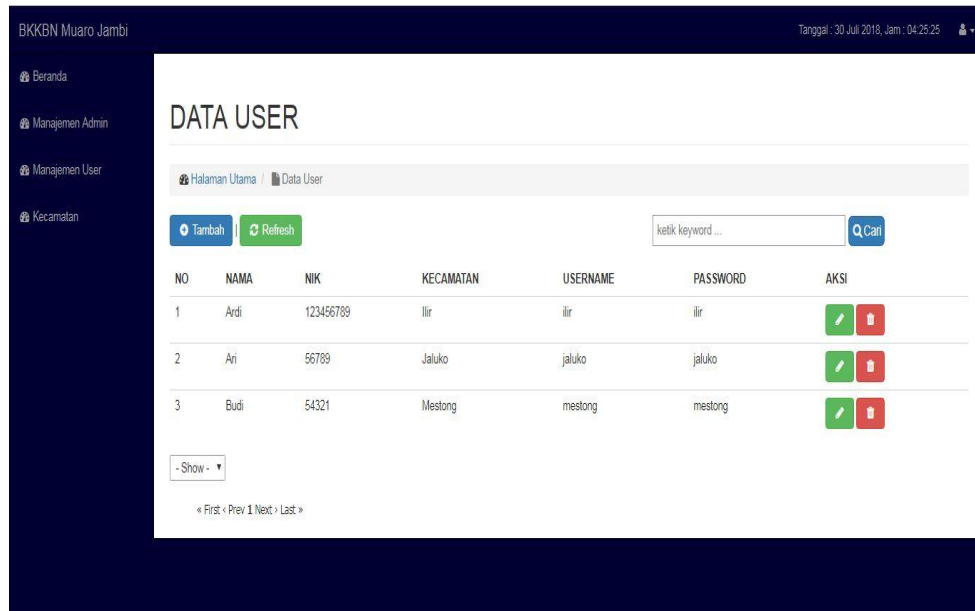 BKKBN Muaro Jambi
Tanggal : 30 Juli 2018, Jam : 04:25:25
Beranda
Manajemen Admin
Manajemen User
Kecamatan
DATA USER
Halaman Utama / Data User
Tambah | Refresh
ketik keyword ... Cari
NO NAMA NIK KECAMATAN USERNAME PASSWORD AKSI
1 Ardi 123456789 Ilir ilir ilir
2 Ari 56789 Jaluko jaluko jaluko
3 Budi 54321 Mestong mestong mestong
- Show -
« First ‹ Prev 1 Next › Last »